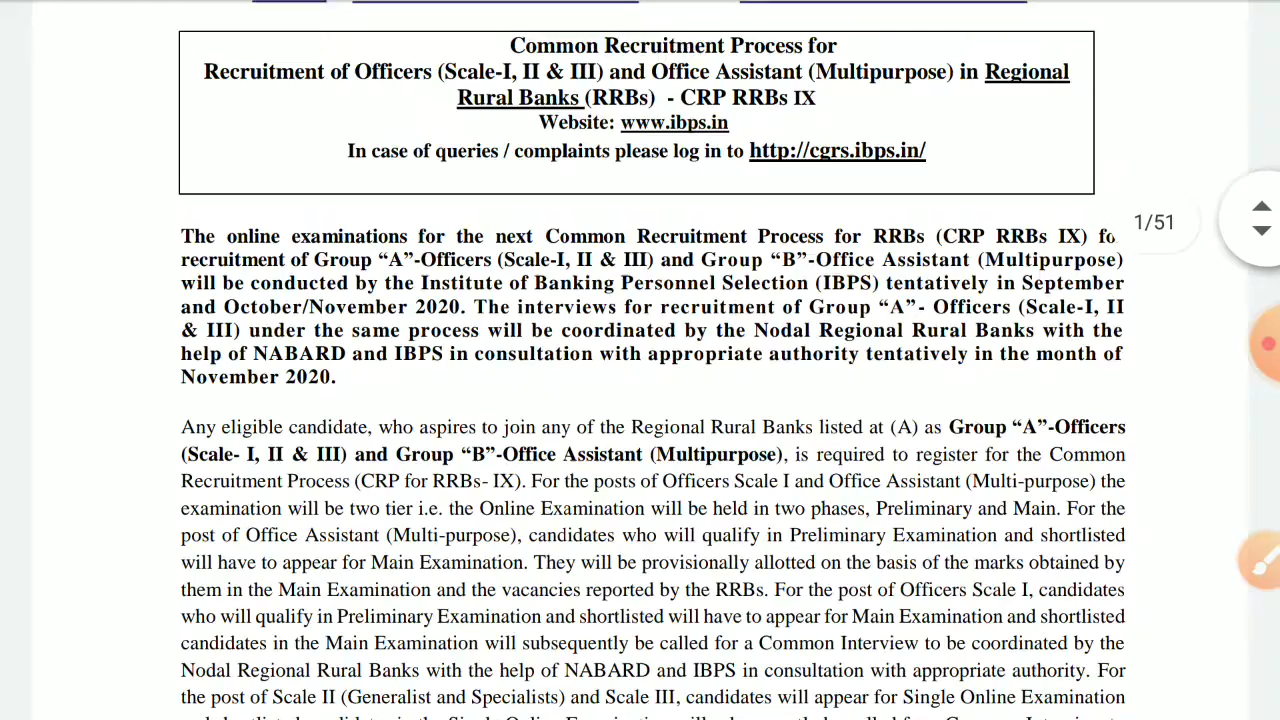 Common Recruitment Process for
Recruitment of Officers (Scale-I, II & III) and Office Assistant (Multipurpose) in Regional
Rural Banks (RRBs) - CRP RRBs IX
Website: www.ibps.in
In case of queries / complaints please log in to http://cgrs.ibps.in/
1/51
The online examinations for the next Common Recruitment Process for RRBs (CRP RRBs IX)
recruitment of Group “A”-Officers (Scale-I, II & III) and Group “B”-Office Assistant (Multipurpose)
will be conducted by the Institute of Banking Personnel Selection (IBPS) tentatively in September
and October/November 2020. The interviews for recruitment of Group “A”- Officers (Scale-I, II
& III) under the same process will be coordinated by the Nodal Regional Rural Banks with the
help of NABARD and IBPS in consultation with appropriate authority tentatively in the month of
November 2020.
Any eligible candidate, who aspires to join any of the Regional Rural Banks listed at (A) as Group “A”-Officers
(Scale- I, II & III) and Group “B”-Office Assistant (Multipurpose), is required to register for the Common
Recruitment Process (CRP for RRBs- IX). For the posts of Officers Scale I and Office Assistant (Multi-purpose) the
examination will be two tier i.e. the Online Examination will be held in two phases, Preliminary and Main. For the
post of Office Assistant (Multi-purpose), candidates who will qualify in Preliminary Examination and shortlisted
will have to appear for Main Examination. They will be provisionally allotted on the basis of the marks obtained by
them in the Main Examination and the vacancies reported by the RRBs. For the post of Officers Scale I, candidates
who will qualify in Preliminary Examination and shortlisted will have to appear for Main Examination and shortlisted
candidates in the Main Examination will subsequently be called for a Common Interview to be coordinated by the
Nodal Regional Rural Banks with the help of NABARD and IBPS in consultation with appropriate authority. For
the post of Scale II (Generalist and Specialists) and Scale III, candidates will appear for Single Online Examination